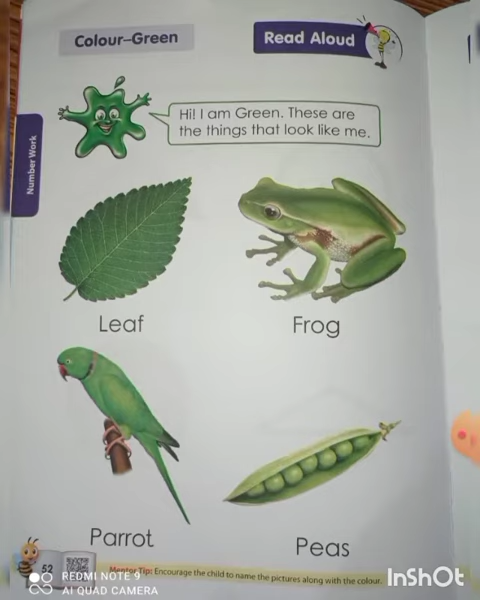 Colour–Green
Read Aloud
Hi! I am Green. These are
the things that look like me.
Number Work
Leaf
Frog
Parrot
Peas
52
Mentor Tip: Encourage the child to name the pictures along with the colour.
REDMI NOTE 9
AI QUAD CAMERA
InShOt